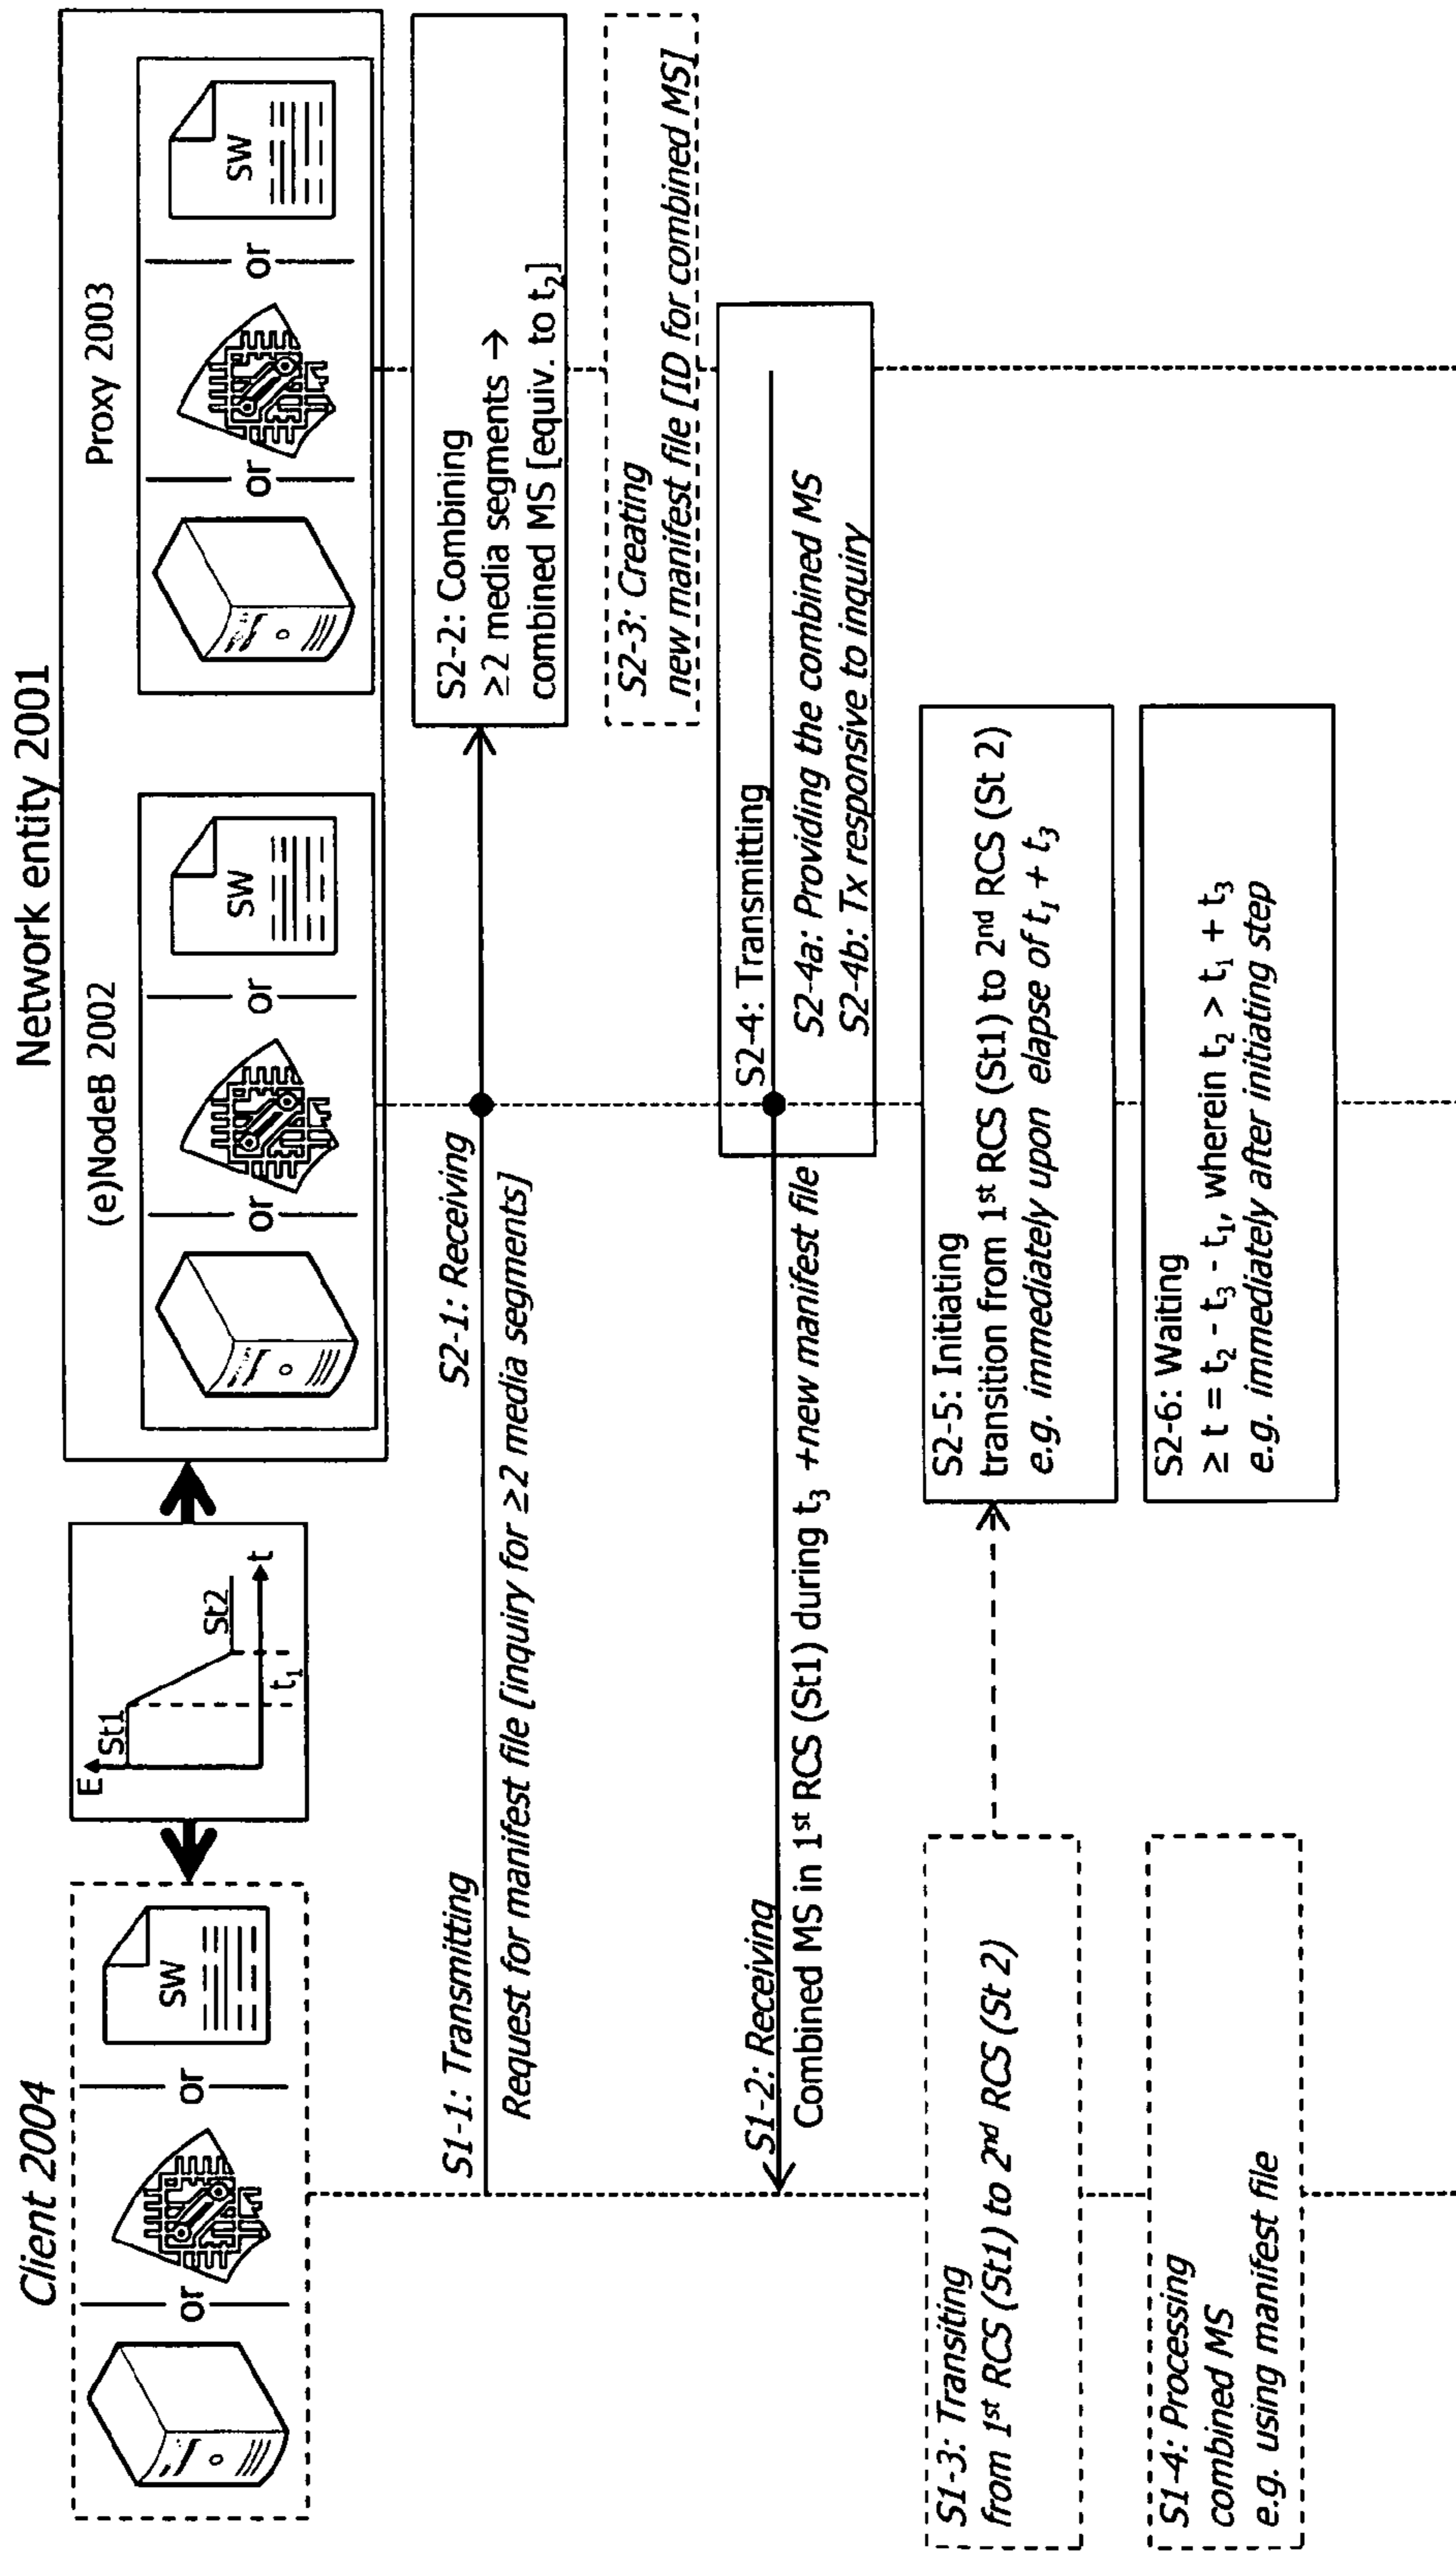 Network entity 2001
Client 2004
(e)NodeB 2002
Proxy 2003
or
or
SW
E
St1
St2
t1
t
or
or
SW
or
or
SW
S1-1: Transmitting
S2-1: Receiving
Request for manifest file [inquiry for ≥2 media segments]
S2-2: Combining
≥2 media segments →
combined MS [equiv. to t2]
S2-3: Creating
new manifest file [ID for combined MS]
S1-2: Receiving
S2-4: Transmitting
Combined MS in 1st RCS (St1) during t3 +new manifest file
S2-4a: Providing the combined MS
S2-4b: Tx responsive to inquiry
S1-3: Transiting
from 1st RCS (St1) to 2nd RCS (St 2)
S2-5: Initiating
transition from 1st RCS (St1) to 2nd RCS (St 2)
e.g. immediately upon elapse of t1 + t3
S1-4: Processing
combined MS
e.g. using manifest file
S2-6: Waiting
≥ t = t2 - t3 - t1, wherein t2 > t1 + t3
e.g. immediately after initiating step